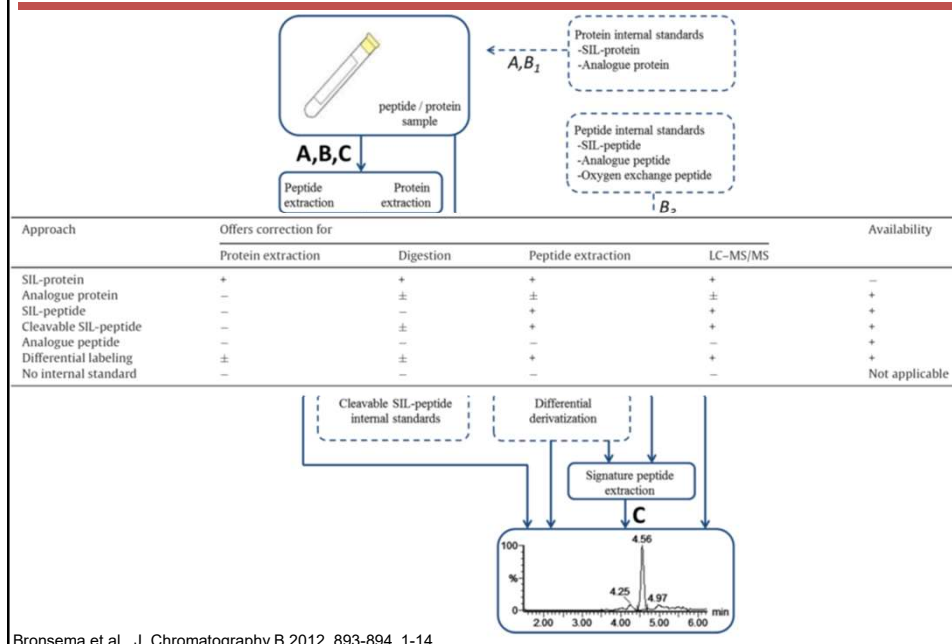 Protein internal standards
-SIL-protein
-Analogue protein
A,B1
peptide / protein
sample
Peptide internal standards
-SIL-peptide
-Analogue peptide
-Oxygen exchange peptide
A,B,C
Peptide extraction
Protein extraction
Approach Offers correction for Availability
Protein extraction Digestion Peptide extraction LC–MS/MS
SIL-protein + + + + −
Analogue protein − ± ± ± +
SIL-peptide − − + + +
Cleavable SIL-peptide − ± + + +
Analogue peptide − − − − +
Differential labeling ± ± + + +
No internal standard − − − − Not applicable
Cleavable SIL-peptide
internal standards
Differential
derivatization
Signature peptide
extraction
C
100
%
0
4.56
4.25
4.97
2.00 3.00 4.00 5.00 6.00 min
Bronsema et al., J. Chromatography B 2012, 893-894, 1-14